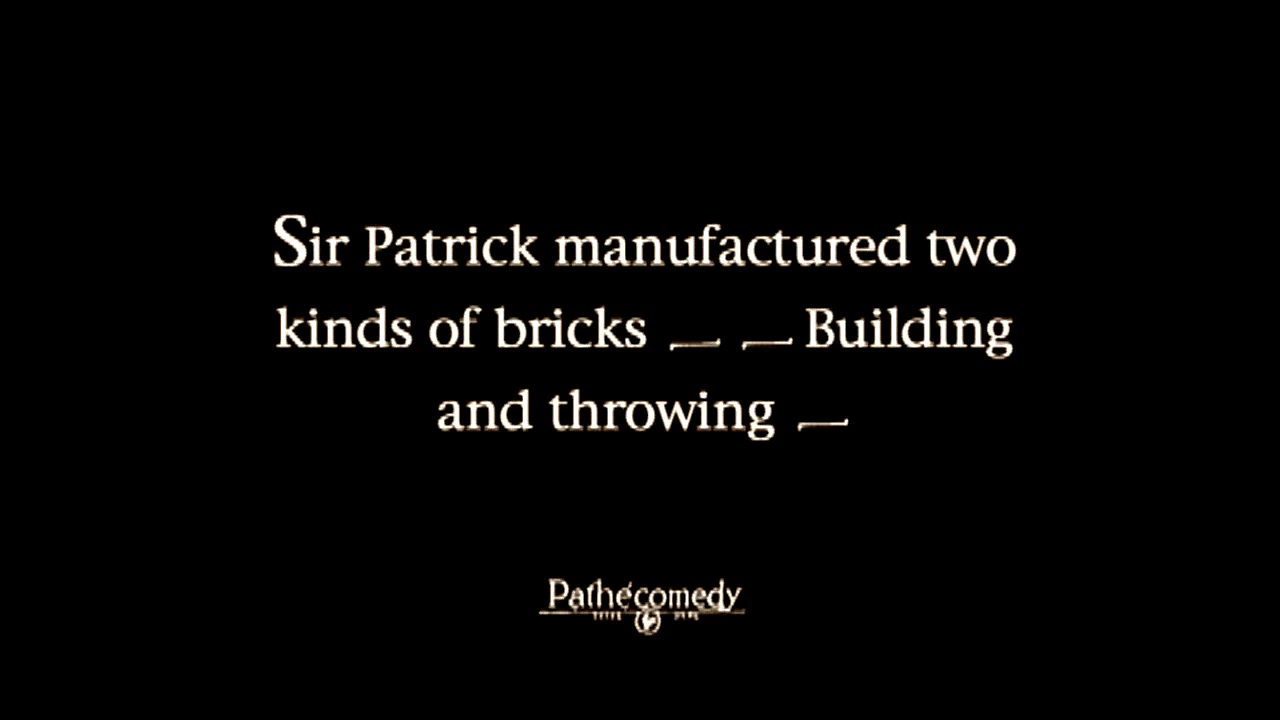 Sir Patrick manufactured two
kinds of bricks — — Building
and throwing —
Pathécomedy